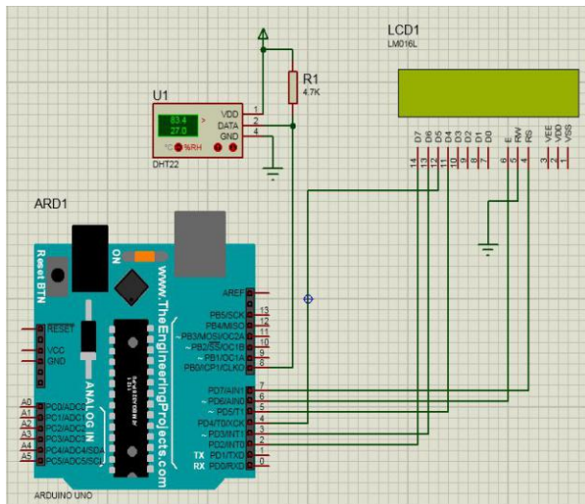 LCD1
LM016L
U1
83.4
27.0
>
°C
%RH
VDD 1
DATA 2
GND 4
DHT22
R1
4.7K
D7
D6
D5
D4
D3
D2
D1
D0
E
RW
RS
VEE
VDD
VSS
14
13
12
11
10
9
8
7
6
5
4
3
2
1
ARD1
Reset BTN
ON
www.TheEngineeringProjects.com
ANALOG IN
RESET
VCC
GND
A0 PC0/ADC0
A1 PC1/ADC1
A2 PC2/ADC2
A3 PC3/ADC3
A4 PC4/ADC4/SDA
A5 PC5/ADC5/SCL
AREF
PB5/SCK 13
PB4/MISO 12
~PB3/MOSI/OC2A 11
~PB2/SS/OC1B 10
~PB1/OC1A 9
PB0/ICP1/CLKO 8
PD7/AIN1 7
~PD6/AIN0 6
~PD5/T1 5
PD4/T0/XCK 4
~PD3/INT1 3
PD2/INT0 2
TX PD1/TXD 1
RX PD0/RXD 0
ARDUINO UNO